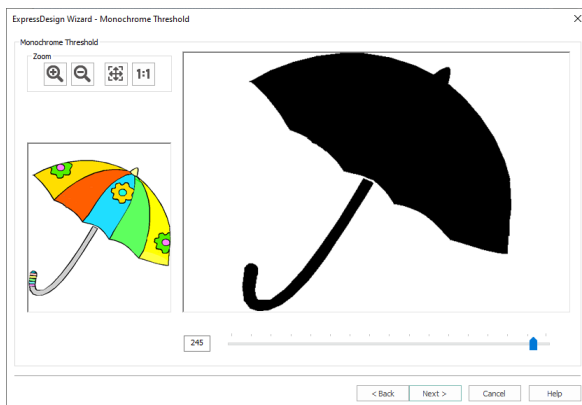 ExpressDesign Wizard - Monochrome Threshold
Monochrome Threshold
Zoom
1:1
245
< Back Next > Cancel Help